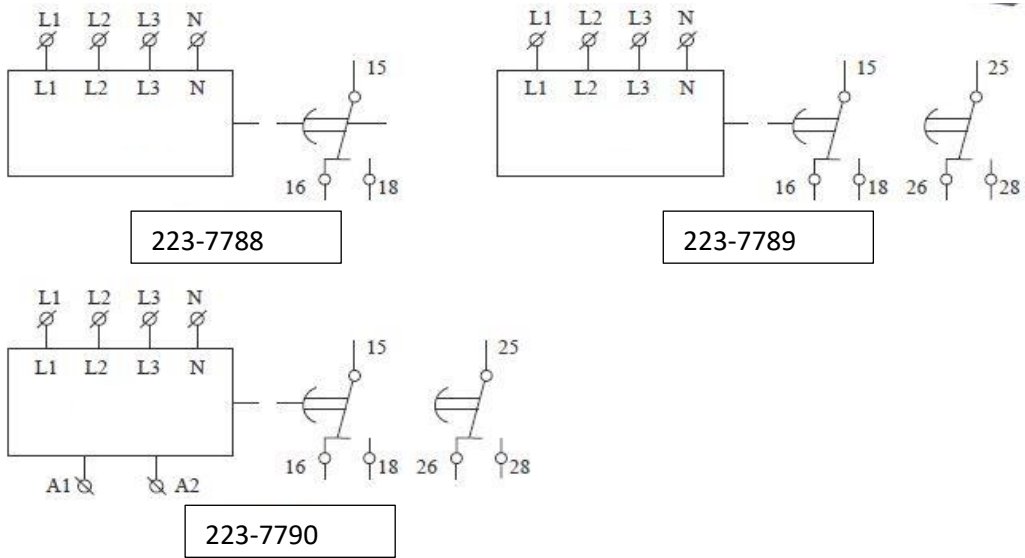 L1 L2 L3 N
L1 L2 L3 N
15
16 18
223-7788
L1 L2 L3 N
L1 L2 L3 N
15 25
16 18 26 28
223-7789
L1 L2 L3 N
L1 L2 L3 N
15 25
16 18 26 28
A1 A2
223-7790